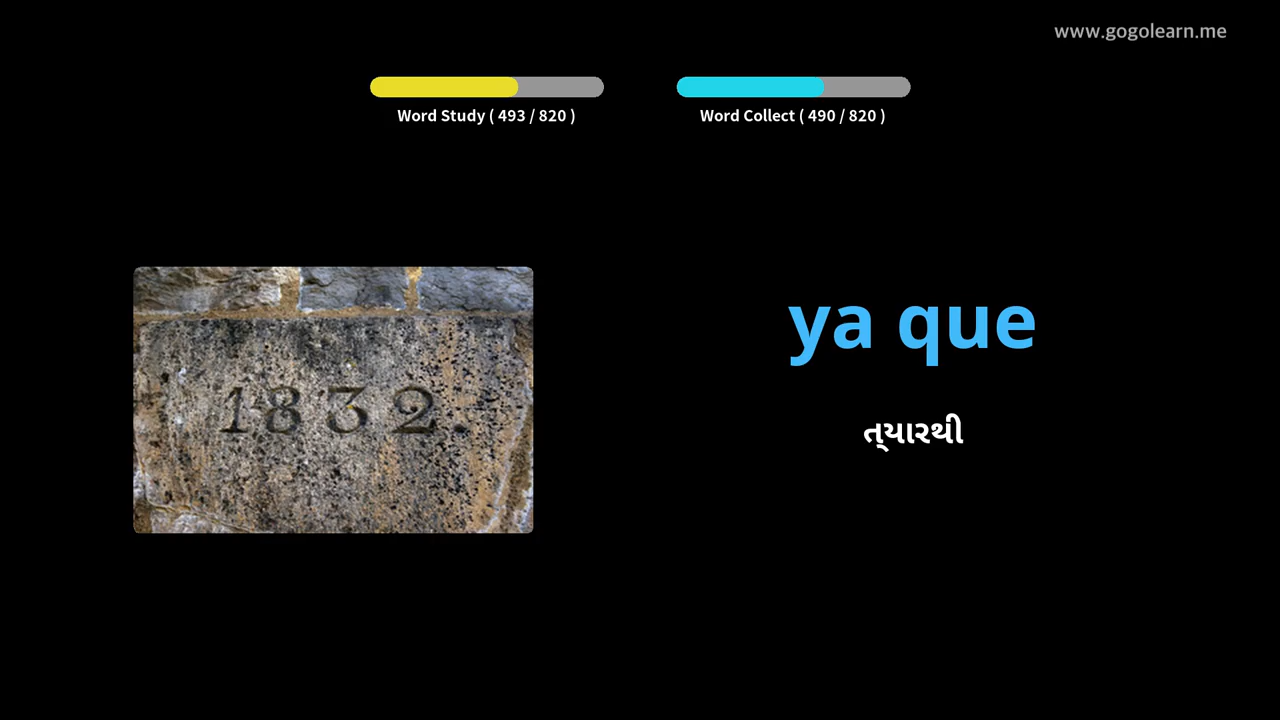 www.gogolearn.me
Word Study ( 493 / 820 )
Word Collect ( 490 / 820 )
1832.
ya que
ત્યારથી